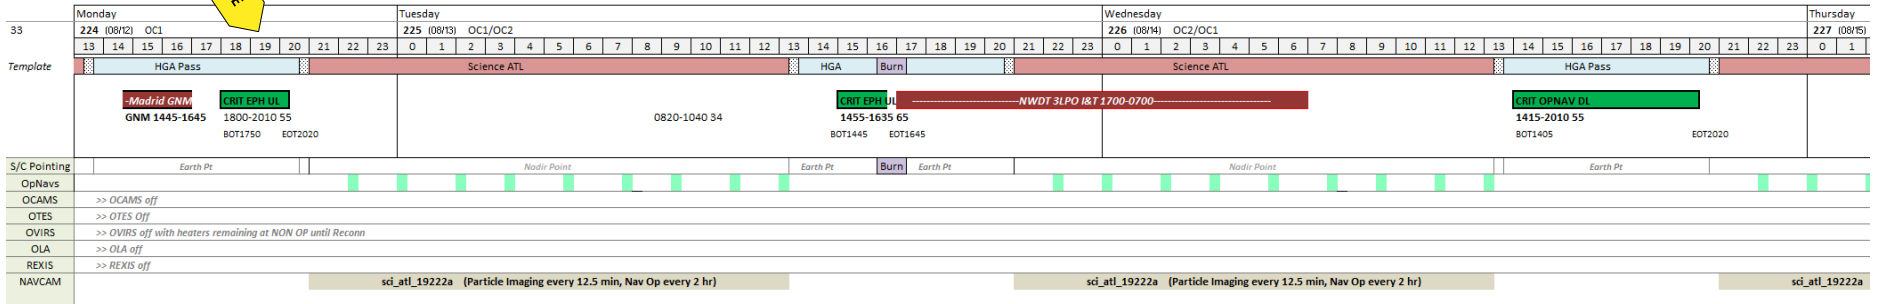 Monday Tuesday Wednesday Thursday
33 224 (08/12) OC1 225 (08/13) OC1/OC2 226 (08/14) OC2/OC1 227 (08/15)
13 14 15 16 17 18 19 20 21 22 23 0 1 2 3 4 5 6 7 8 9 10 11 12 13 14 15 16 17 18 19 20 21 22 23 0 1 2 3 4 5 6 7 8 9 10 11 12 13 14 15 16 17 18 19 20 21 22 23 0 1
Template HGA Pass Science ATL HGA Burn Science ATL HGA Pass
-Madrid GNM CRIT EPH UL CRIT EPH UL NWDT 3LPO I&T 1700-0700 CRIT OPNAV DL
GNM 1445-1645 1800-2010 55 0820-1040 34 1455-1635 65 1415-2010 55
BOT1750 EOT2020 BOT1445 EOT1645 BOT1405 EOT2020
S/C Pointing Earth Pt Nadir Point Earth Pt Burn Earth Pt Nadir Point Earth Pt
OpNavs
OCAMS >> OCAMS off
OTES >> OTES Off
OVIRS >> OVIRS off with heaters remaining at NON OP until Reconn
OLA >> OLA off
REXIS >> REXIS off
NAVCAM sci_atl_19222a (Particle Imaging every 12.5 min, Nav Op every 2 hr) sci_atl_19222a (Particle Imaging every 12.5 min, Nav Op every 2 hr) sci_atl_19222a